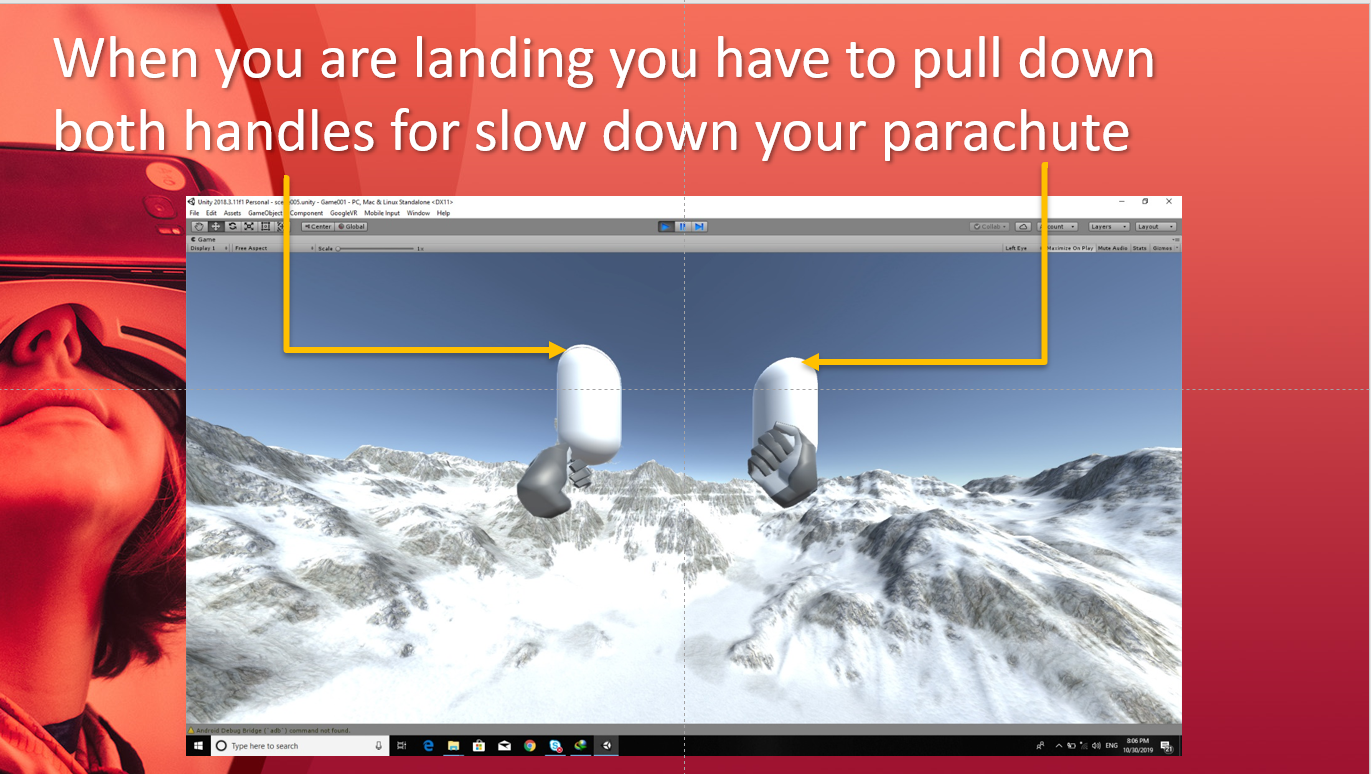 When you are landing you have to pull down
both handles for slow down your parachute
Unity 2018.3.11f1 Personal - sce 005.unity - Game001 - PC, Mac & Linux Standalone <DX11>
File Edit Assets GameObject Component GoogleVR Mobile Input Window Help
Center Global Collab Account Layers Layout
Game
Display 1 Free Aspect Scale 1x Left Eye Maximize On Play Mute Audio Stats Gizmos
Android Debug Bridge (`adb`) command not found.
Type here to search ENG 8:06 PM
10/30/2019